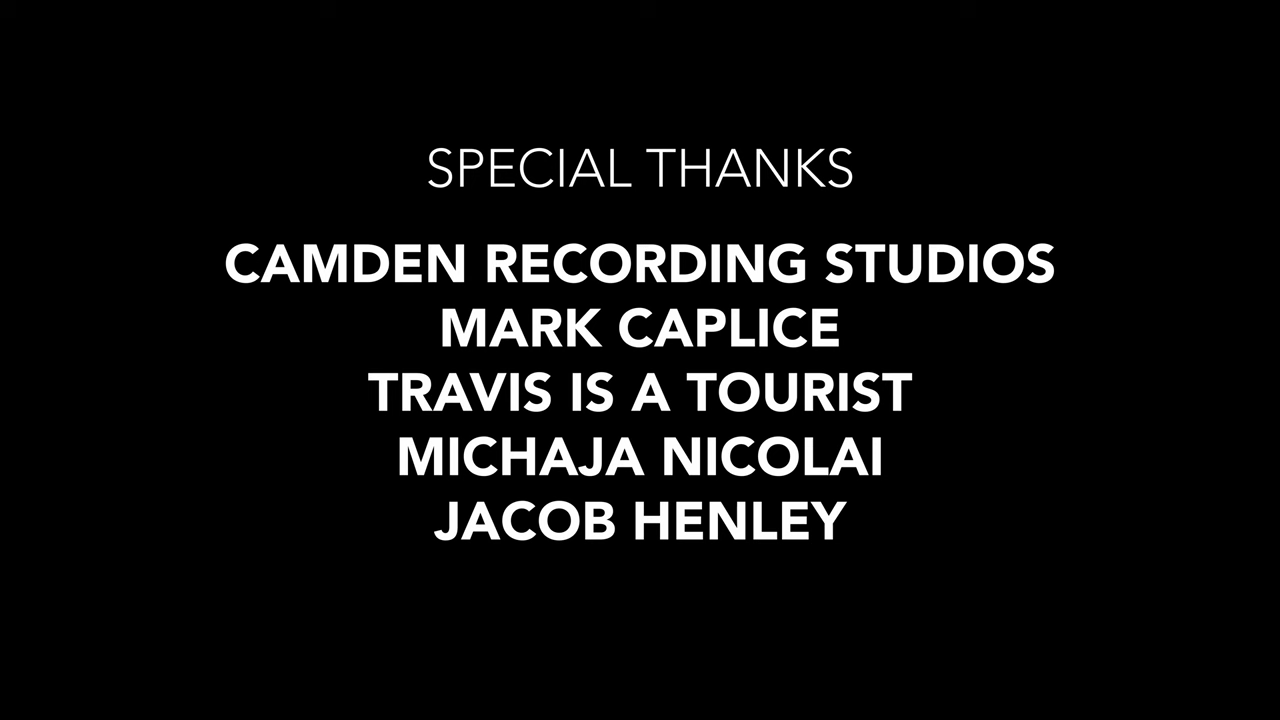 SPECIAL THANKS
CAMDEN RECORDING STUDIOS
MARK CAPLICE
TRAVIS IS A TOURIST
MICHAJA NICOLAI
JACOB HENLEY